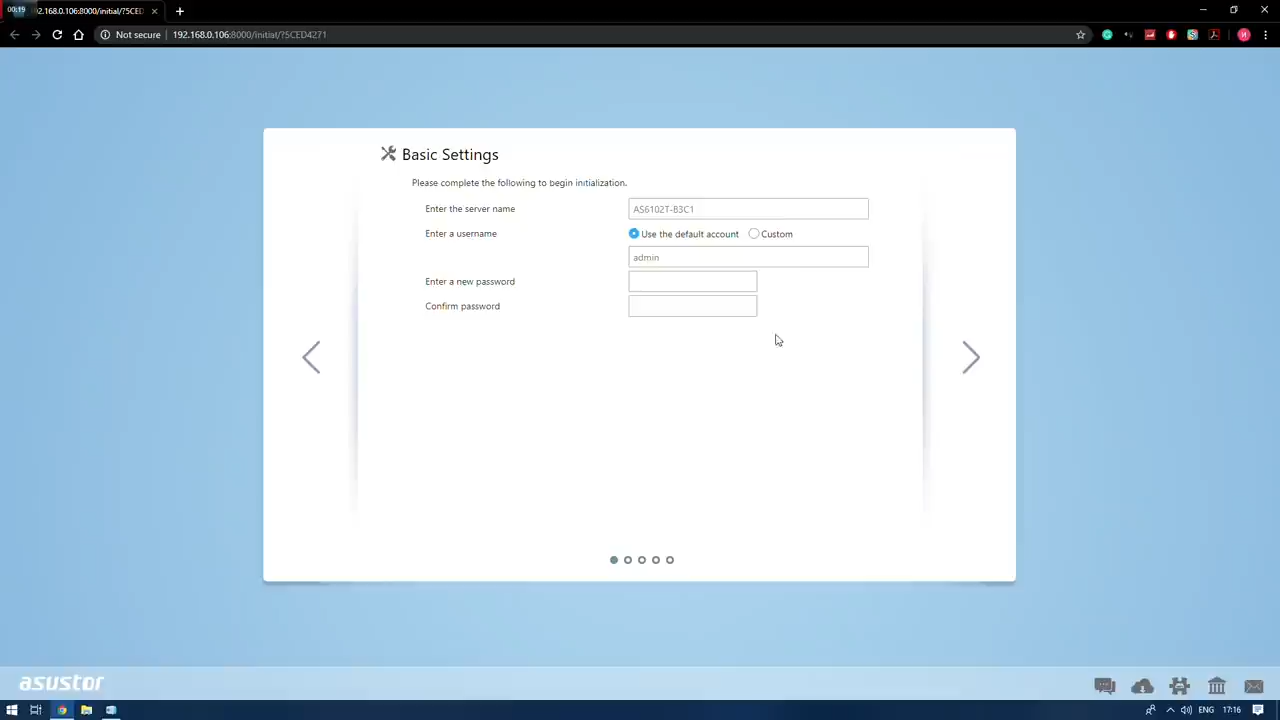 00:19 2.168.0.106:8000/initial/?5CED
Not secure 192.168.0.106:8000/initial/?5CED4271
Basic Settings
Please complete the following to begin initialization.
Enter the server name AS6102T-B3C1
Enter a username Use the default account Custom
admin
Enter a new password
Confirm password
asustor
ENG 17:16